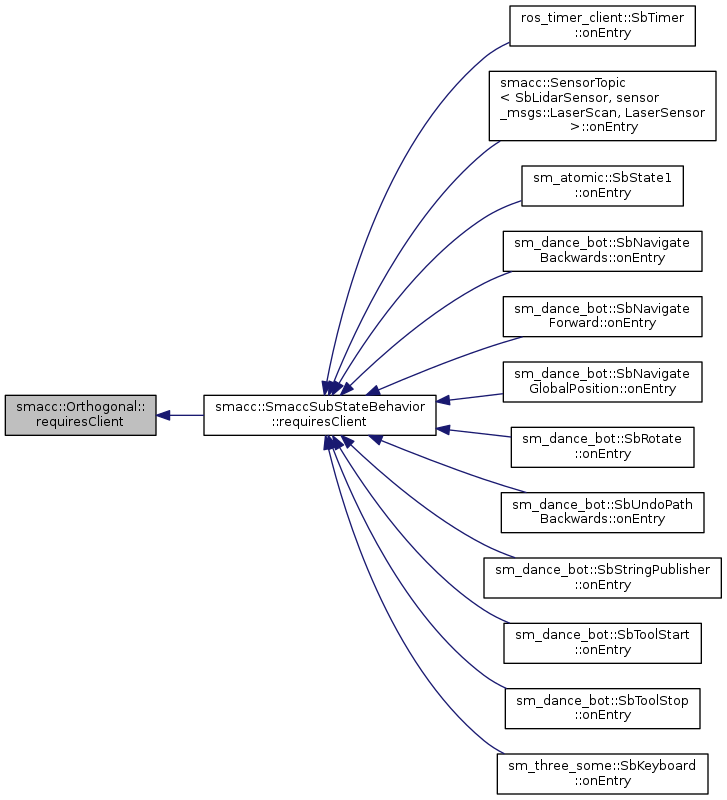 ros_timer_client::SbTimer
::onEntry
smacc::SensorTopic
< SbLidarSensor, sensor
_msgs::LaserScan, LaserSensor
>::onEntry
sm_atomic::SbState1
::onEntry
sm_dance_bot::SbNavigate
Backwards::onEntry
sm_dance_bot::SbNavigate
Forward::onEntry
sm_dance_bot::SbNavigate
GlobalPosition::onEntry
smacc::Orthogonal::
requiresClient
smacc::SmaccSubStateBehavior
::requiresClient
sm_dance_bot::SbRotate
::onEntry
sm_dance_bot::SbUndoPath
Backwards::onEntry
sm_dance_bot::SbStringPublisher
::onEntry
sm_dance_bot::SbToolStart
::onEntry
sm_dance_bot::SbToolStop
::onEntry
sm_three_some::SbKeyboard
::onEntry